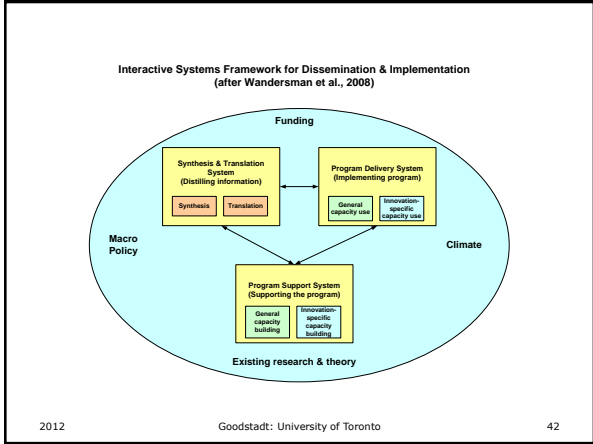 Interactive Systems Framework for Dissemination & Implementation
(after Wandersman et al., 2008)
Funding
Synthesis & Translation
System
(Distilling information)
Synthesis
Translation
Program Delivery System
(Implementing program)
General
capacity use
Innovation-
specific
capacity use
Macro
Policy
Climate
Program Support System
(Supporting the program)
General
capacity
building
Innovation-
specific
capacity
building
Existing research & theory
2012
Goodstadt: University of Toronto
42